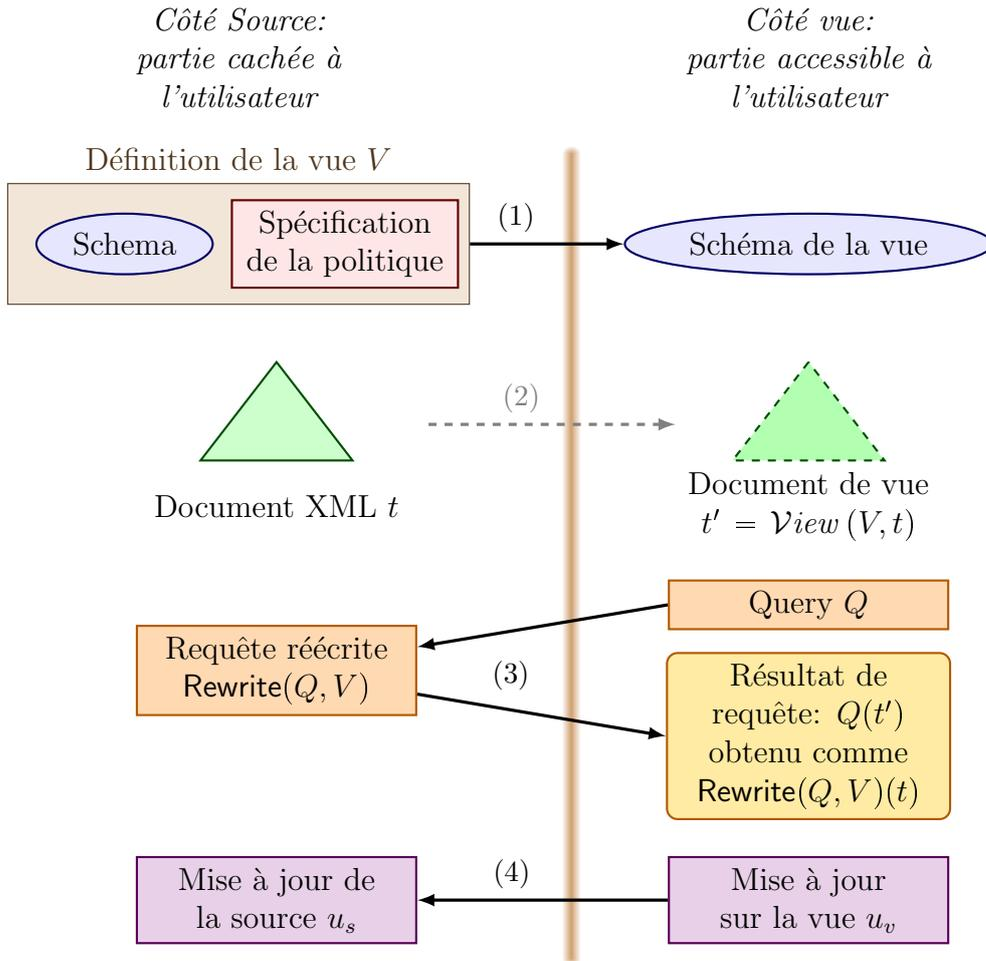 Côté Source:
partie cachée à
l'utilisateur
Côté vue:
partie accessible à
l'utilisateur
Définition de la vue V
Schema
Spécification
de la politique
(1)
Schéma de la vue
(2)
Document XML t
Document de vue
t′ = View (V, t)
Query Q
Requête réécrite
Rewrite(Q, V)
(3)
Résultat de
requête: Q(t′)
obtenu comme
Rewrite(Q, V)(t)
Mise à jour de
la source uₛ
(4)
Mise à jour
sur la vue uᵥ